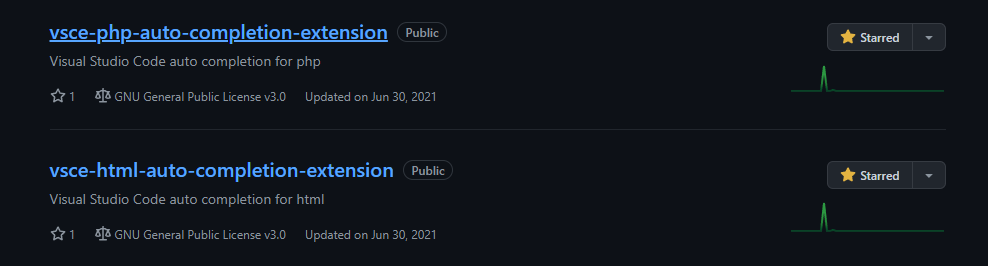 vsce-php-auto-completion-extension Public Starred
Visual Studio Code auto completion for php
1 GNU General Public License v3.0 Updated on Jun 30, 2021
vsce-html-auto-completion-extension Public Starred
Visual Studio Code auto completion for html
1 GNU General Public License v3.0 Updated on Jun 30, 2021